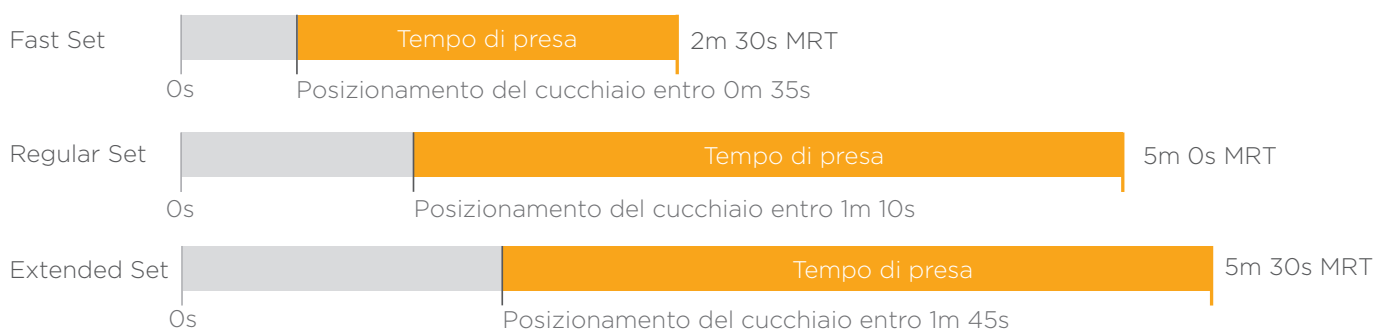 Fast Set
Tempo di presa
2m 30s MRT
0s
Posizionamento del cucchiaio entro 0m 35s
Regular Set
Tempo di presa
5m 0s MRT
0s
Posizionamento del cucchiaio entro 1m 10s
Extended Set
Tempo di presa
5m 30s MRT
0s
Posizionamento del cucchiaio entro 1m 45s